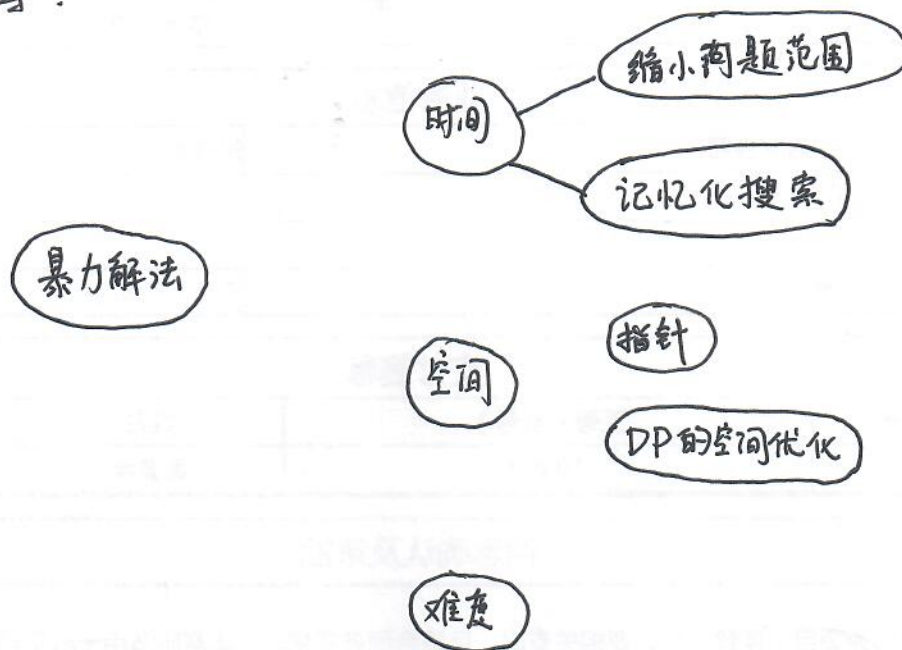 缩小问题范围
时间
记忆化搜索
暴力解法
指针
空间
DP的空间优化
难度